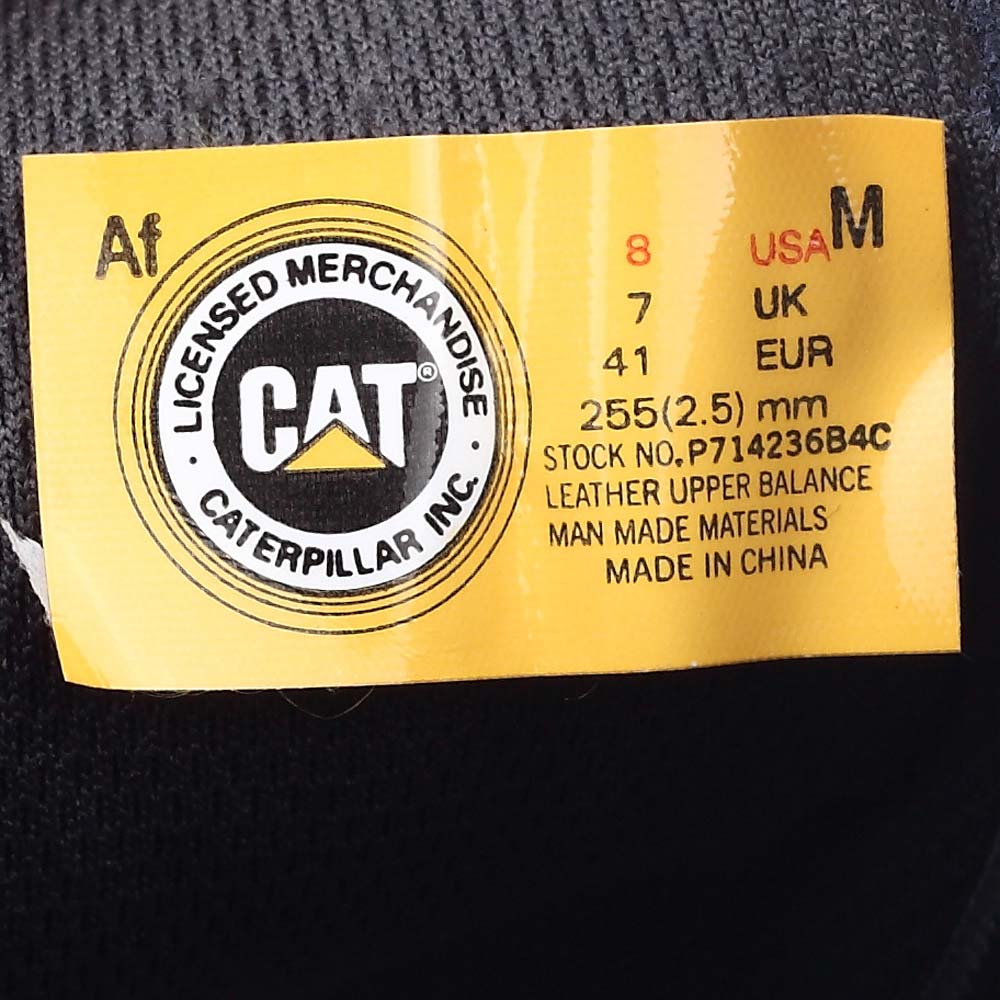 Af
LICENSED MERCHANDISE
CAT®
· CATERPILLAR INC. ·
8 USA M
7 UK
41 EUR
255(2.5) mm
STOCK NO. P714236B4C
LEATHER UPPER BALANCE
MAN MADE MATERIALS
MADE IN CHINA